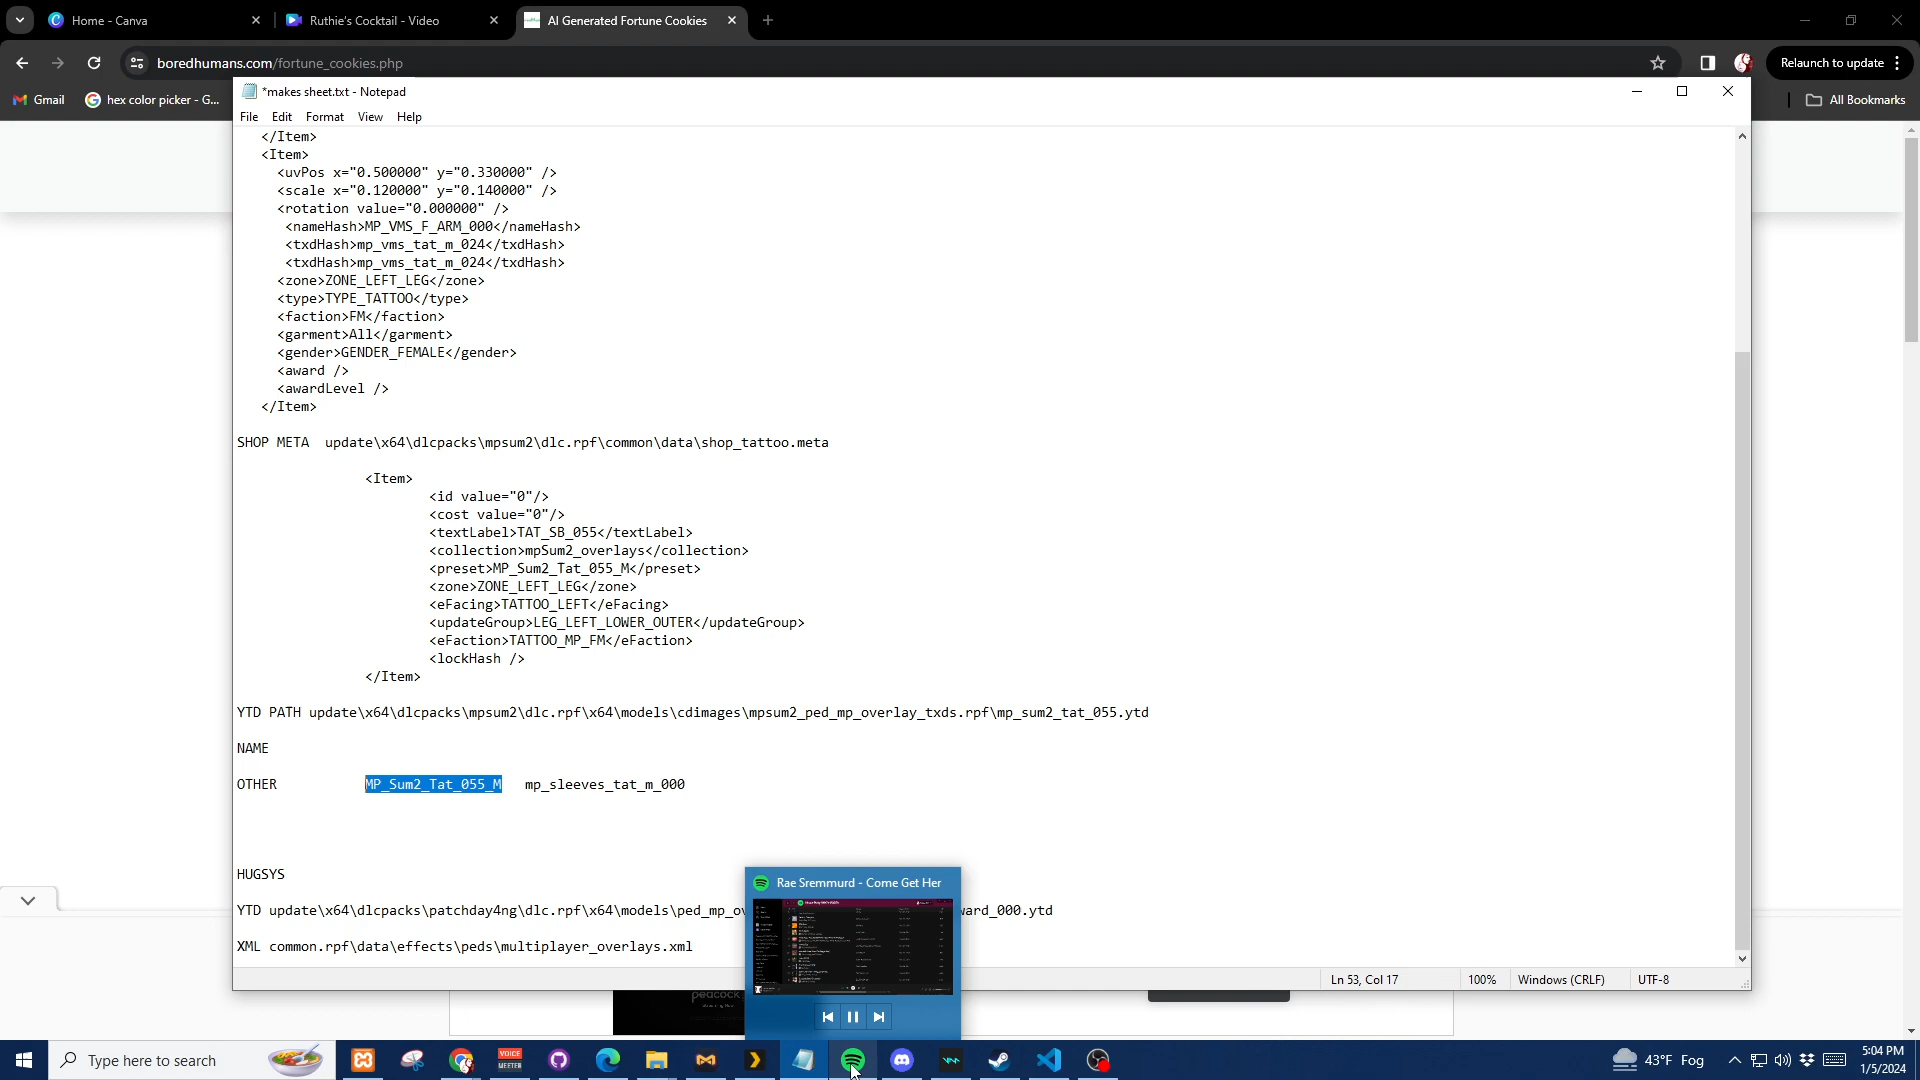 Home - Canva
Ruthie's Cocktail - Video
AI Generated Fortune Cookies
boredhumans.com/fortune_cookies.php
Relaunch to update
Gmail
hex color picker - G...
All Bookmarks
*makes sheet.txt - Notepad
File Edit Format View Help
</Item>
<Item>
<uvPos x="0.500000" y="0.330000" />
<scale x="0.120000" y="0.140000" />
<rotation value="0.000000" />
<nameHash>MP_VMS_F_ARM_000</nameHash>
<txdHash>mp_vms_tat_m_024</txdHash>
<txdHash>mp_vms_tat_m_024</txdHash>
<zone>ZONE_LEFT_LEG</zone>
<type>TYPE_TATTOO</type>
<faction>FM</faction>
<garment>All</garment>
<gender>GENDER_FEMALE</gender>
<award />
<awardLevel />
</Item>
SHOP META update\x64\dlcpacks\mpsum2\dlc.rpf\common\data\shop_tattoo.meta
<Item>
<id value="0"/>
<cost value="0"/>
<textLabel>TAT_SB_055</textLabel>
<collection>mpSum2_overlays</collection>
<preset>MP_Sum2_Tat_055_M</preset>
<zone>ZONE_LEFT_LEG</zone>
<eFacing>TATTOO_LEFT</eFacing>
<updateGroup>LEG_LEFT_LOWER_OUTER</updateGroup>
<eFaction>TATTOO_MP_FM</eFaction>
<lockHash />
</Item>
YTD PATH update\x64\dlcpacks\mpsum2\dlc.rpf\x64\models\cdimages\mpsum2_ped_mp_overlay_txds.rpf\mp_sum2_tat_055.ytd
NAME
OTHER MP_Sum2_Tat_055_M mp_sleeves_tat_m_000
HUGSYS
Rae Sremmurd - Come Get Her
YTD update\x64\dlcpacks\patchday4ng\dlc.rpf\x64\models\ped_mp_ov ard_000.ytd
XML common.rpf\data\effects\peds\multiplayer_overlays.xml
Ln 53, Col 17 100% Windows (CRLF) UTF-8
peacock
Type here to search
VOICE
MEETER
43°F Fog
5:04 PM
1/5/2024